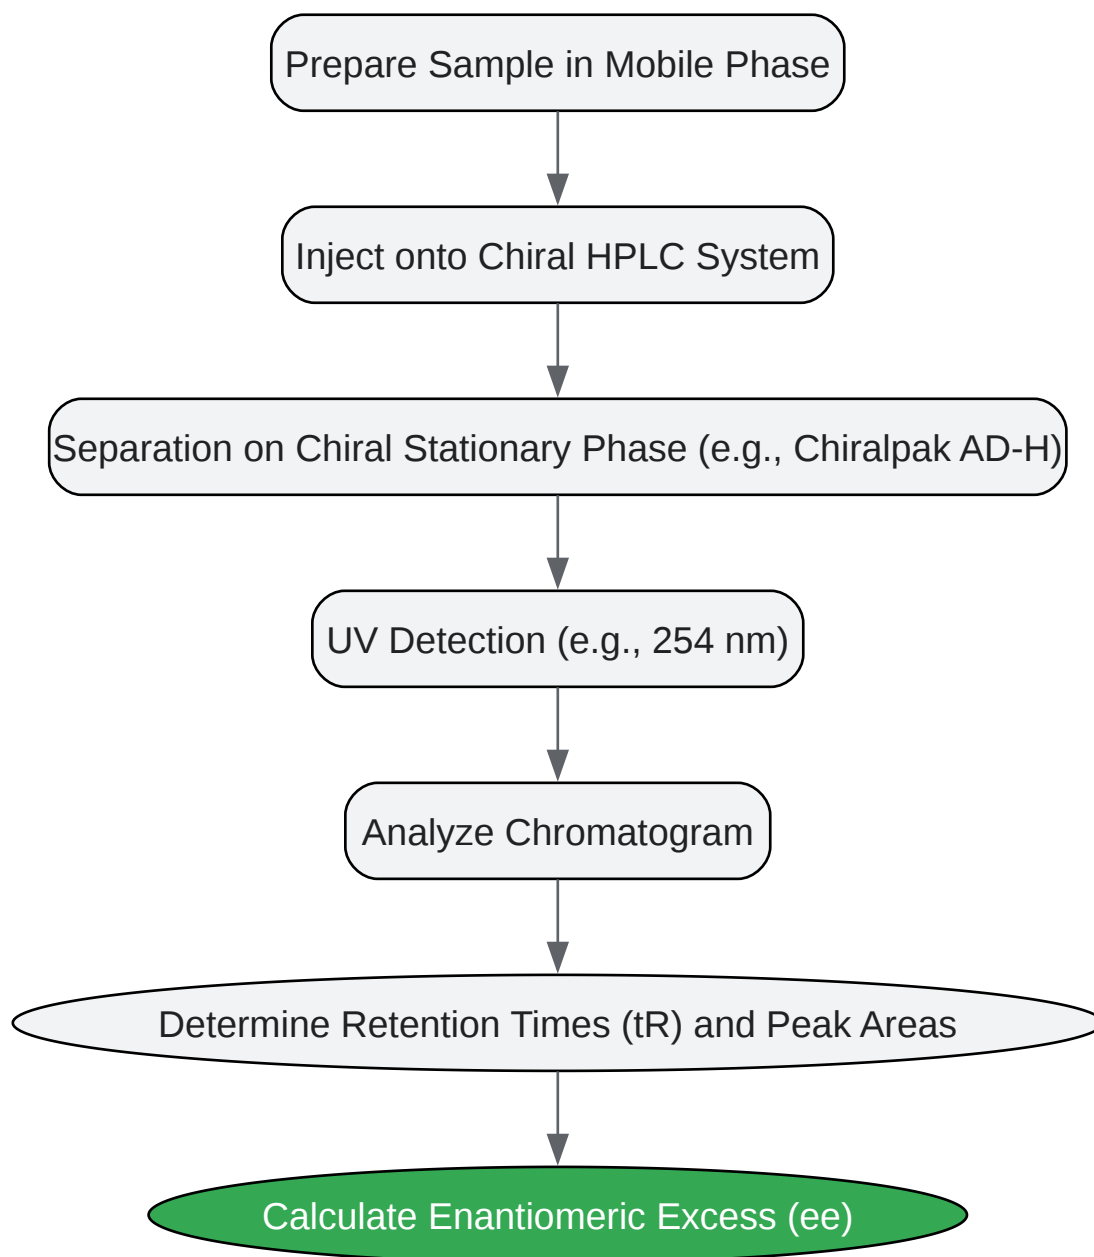 Prepare Sample in Mobile Phase
Inject onto Chiral HPLC System
Separation on Chiral Stationary Phase (e.g., Chiralpak AD-H)
UV Detection (e.g., 254 nm)
Analyze Chromatogram
Determine Retention Times (tR) and Peak Areas
Calculate Enantiomeric Excess (ee)